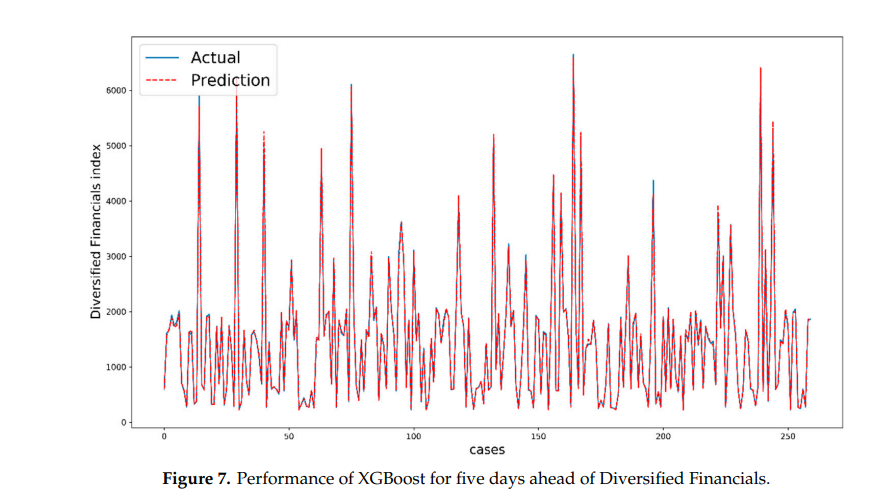 Actual
Prediction
6000
5000
4000
3000
2000
1000
0
Diversified Financials index
0 50 100 150 200 250
cases
Figure 7. Performance of XGBoost for five days ahead of Diversified Financials.